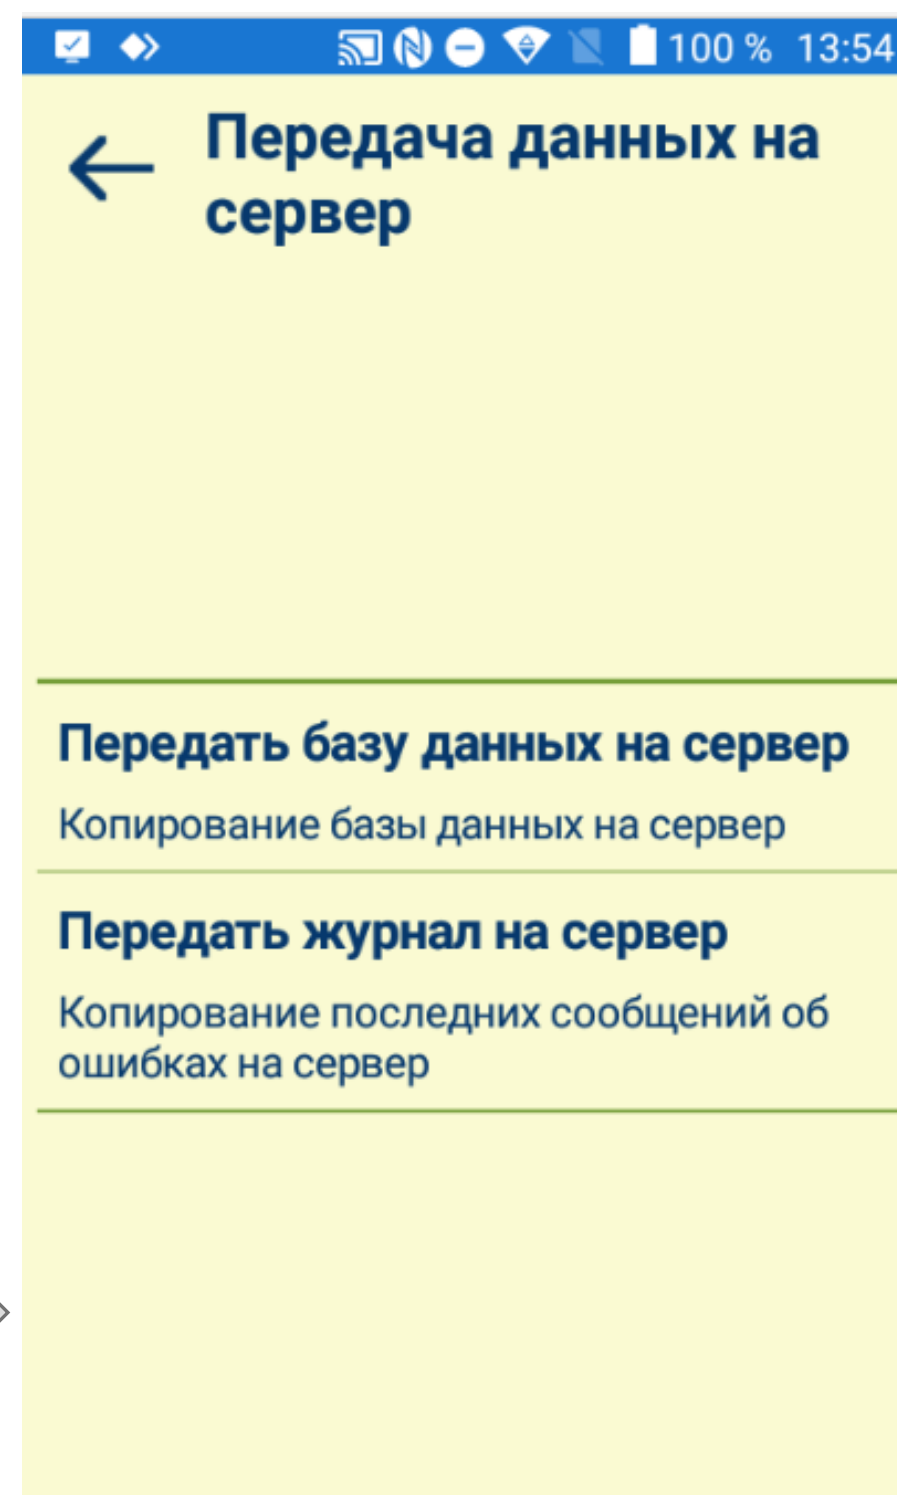 100 % 13:54
Передача данных на
сервер
Передать базу данных на сервер
Копирование базы данных на сервер
Передать журнал на сервер
Копирование последних сообщений об
ошибках на сервер